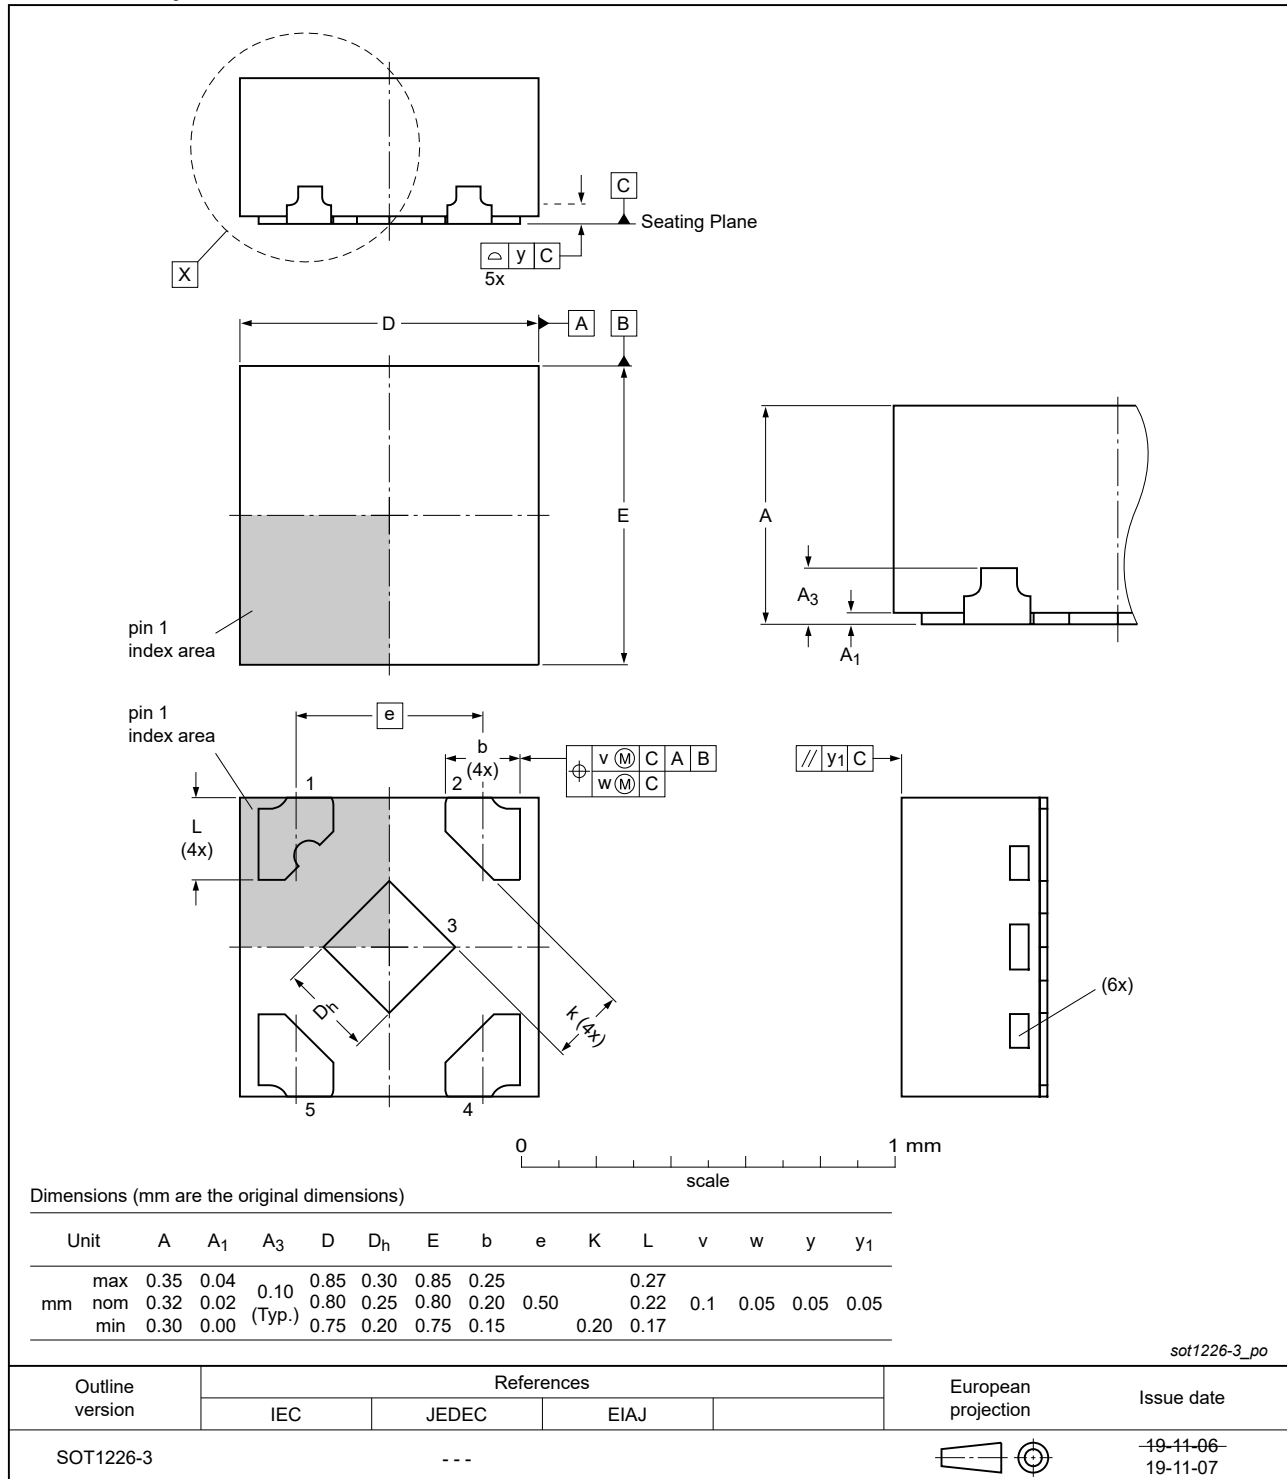 C
Seating Plane
⌓ y C
5x
X
D
A
B
E
A
A3
A1
pin 1
index area
pin 1
index area
e
b
(4x)
v Ⓜ C A B
w Ⓜ C
// y1 C
1
2
L
(4x)
3
Dh
k (4x)
(6x)
5
4
0
1 mm
scale
Dimensions (mm are the original dimensions)
Unit A A1 A3 D Dh E b e K L v w y y1
max 0.35 0.04 0.85 0.30 0.85 0.25 0.27
mm nom 0.32 0.02 0.10 (Typ.) 0.80 0.25 0.80 0.20 0.50 0.22 0.1 0.05 0.05 0.05
min 0.30 0.00 0.75 0.20 0.75 0.15 0.20 0.17
sot1226-3_po
Outline version
References
European projection
Issue date
IEC JEDEC EIAJ
SOT1226-3
- - -
19-11-06
19-11-07